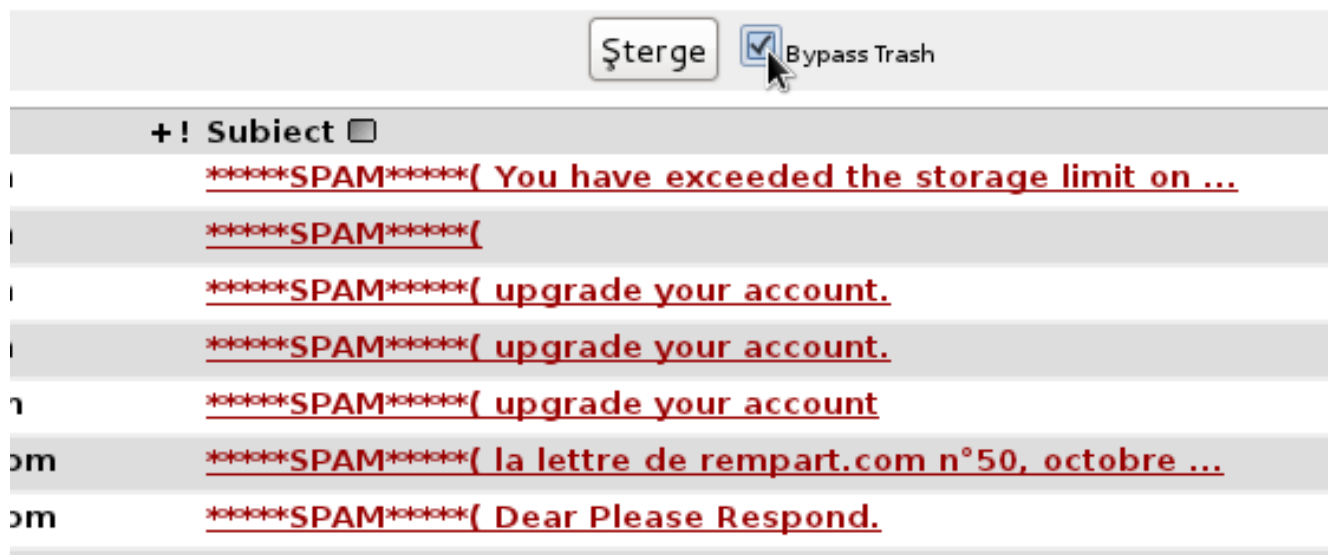 Şterge Bypass Trash
+! Subiect
*****SPAM*****( You have exceeded the storage limit on ...
*****SPAM*****(
*****SPAM*****( upgrade your account.
*****SPAM*****( upgrade your account.
*****SPAM*****( upgrade your account
om *****SPAM*****( la lettre de rempart.com n°50, octobre ...
om *****SPAM*****( Dear Please Respond.